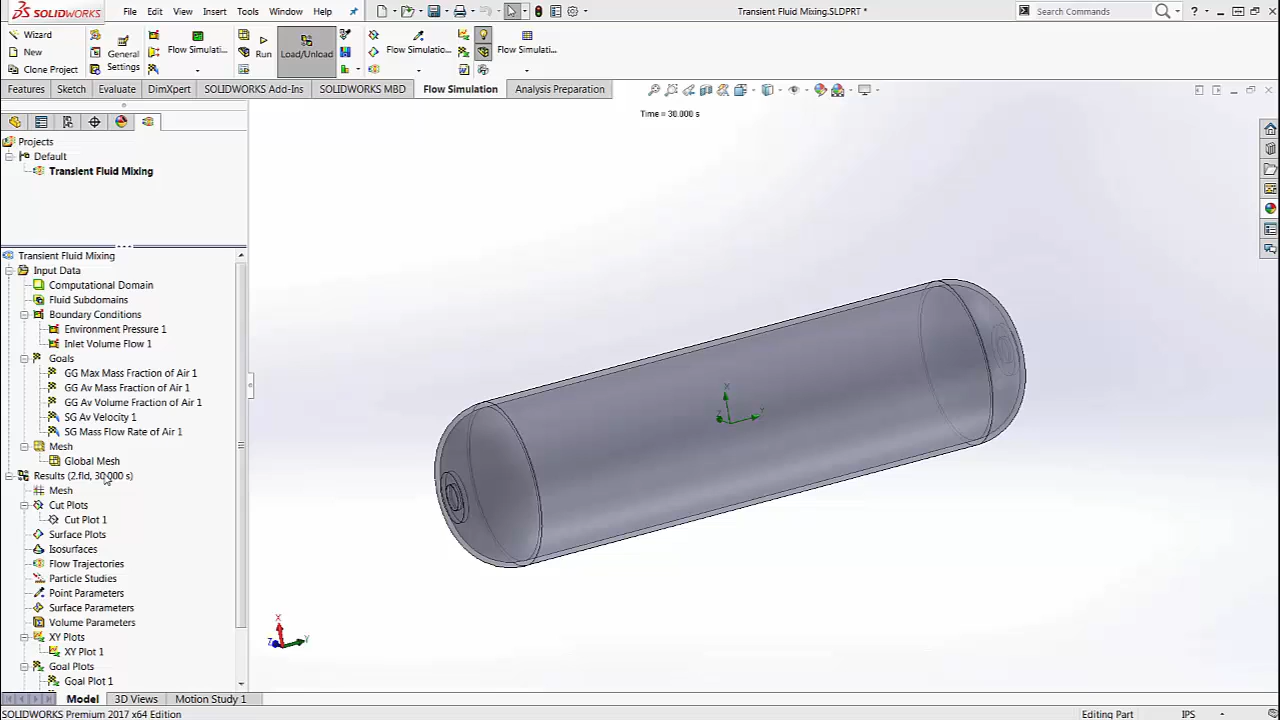 SOLIDWORKS File Edit View Insert Tools Window Help Transient Fluid Mixing.SLDPRT * Search Commands
Wizard
New
Clone Project
General Settings
Flow Simulati...
Run
Load/Unload
Flow Simulatio...
Flow Simulati...
Features Sketch Evaluate DimXpert SOLIDWORKS Add-Ins SOLIDWORKS MBD Flow Simulation Analysis Preparation
Time = 30.000 s
Projects
Default
Transient Fluid Mixing
Transient Fluid Mixing
Input Data
Computational Domain
Fluid Subdomains
Boundary Conditions
Environment Pressure 1
Inlet Volume Flow 1
Goals
GG Max Mass Fraction of Air 1
GG Av Mass Fraction of Air 1
GG Av Volume Fraction of Air 1
SG Av Velocity 1
SG Mass Flow Rate of Air 1
Mesh
Global Mesh
Results (2.fld, 30.000 s)
Mesh
Cut Plots
Cut Plot 1
Surface Plots
Isosurfaces
Flow Trajectories
Particle Studies
Point Parameters
Surface Parameters
Volume Parameters
XY Plots
XY Plot 1
Goal Plots
Goal Plot 1
X
Y
X
Z
Y
Model 3D Views Motion Study 1
SOLIDWORKS Premium 2017 x64 Edition Editing Part IPS